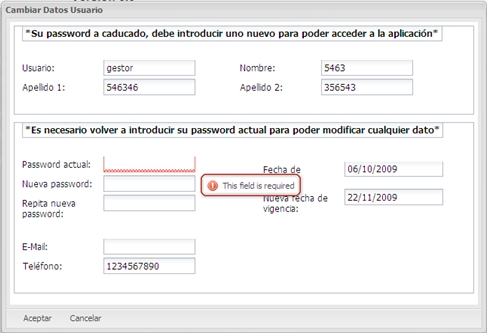 Cambiar Datos Usuario
*Su password a caducado, debe introducir uno nuevo para poder acceder a la aplicación*
Usuario: gestor Nombre: 5463
Apellido 1: 546346 Apellido 2: 356543
*Es necesario volver a introducir su password actual para poder modificar cualquier dato*
Password actual: Fecha de 06/10/2009
Nueva password: This field is required
Repita nueva password: Nueva fecha de vigencia: 22/11/2009
E-Mail:
Teléfono: 1234567890
Aceptar Cancelar